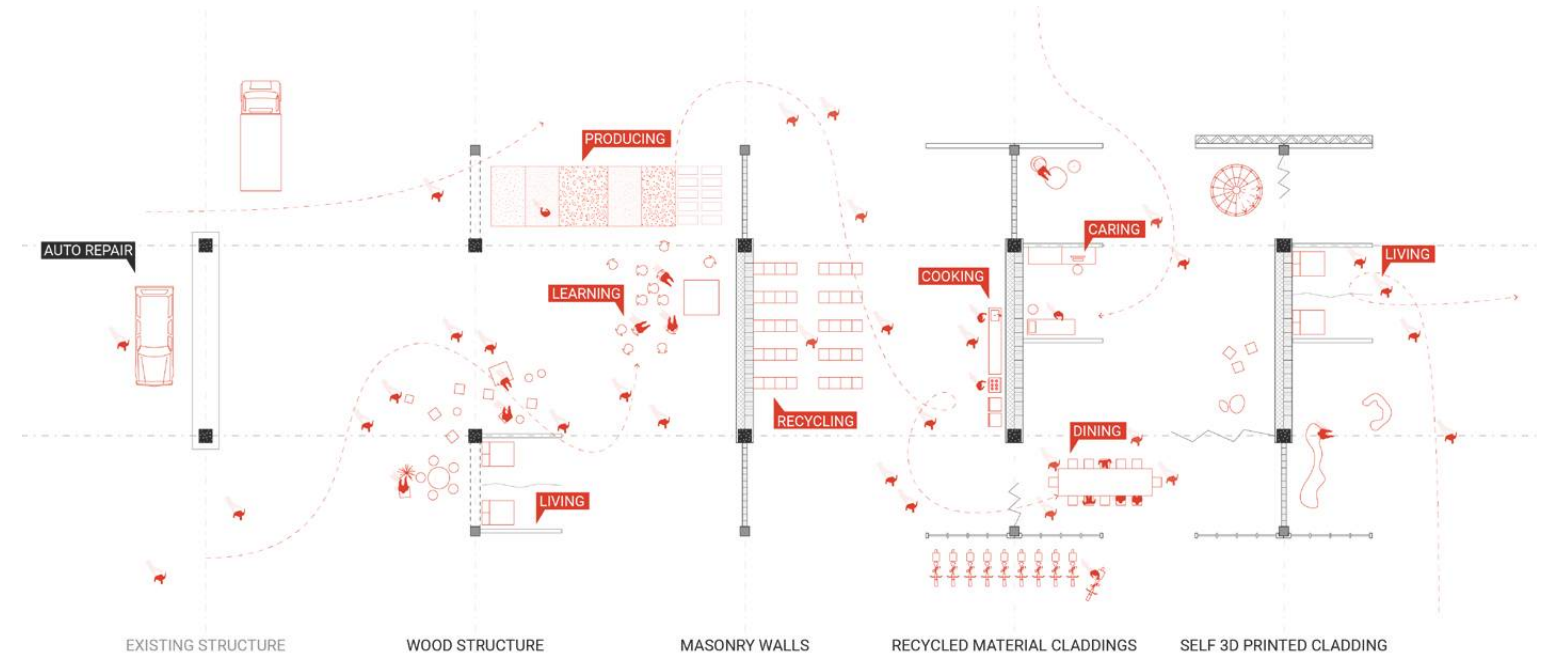 PRODUCING
CARING
AUTO REPAIR
LIVING
COOKING
LEARNING
RECYCLING
DINING
LIVING
EXISTING STRUCTURE
WOOD STRUCTURE
MASONRY WALLS
RECYCLED MATERIAL CLADDINGS
SELF 3D PRINTED CLADDING